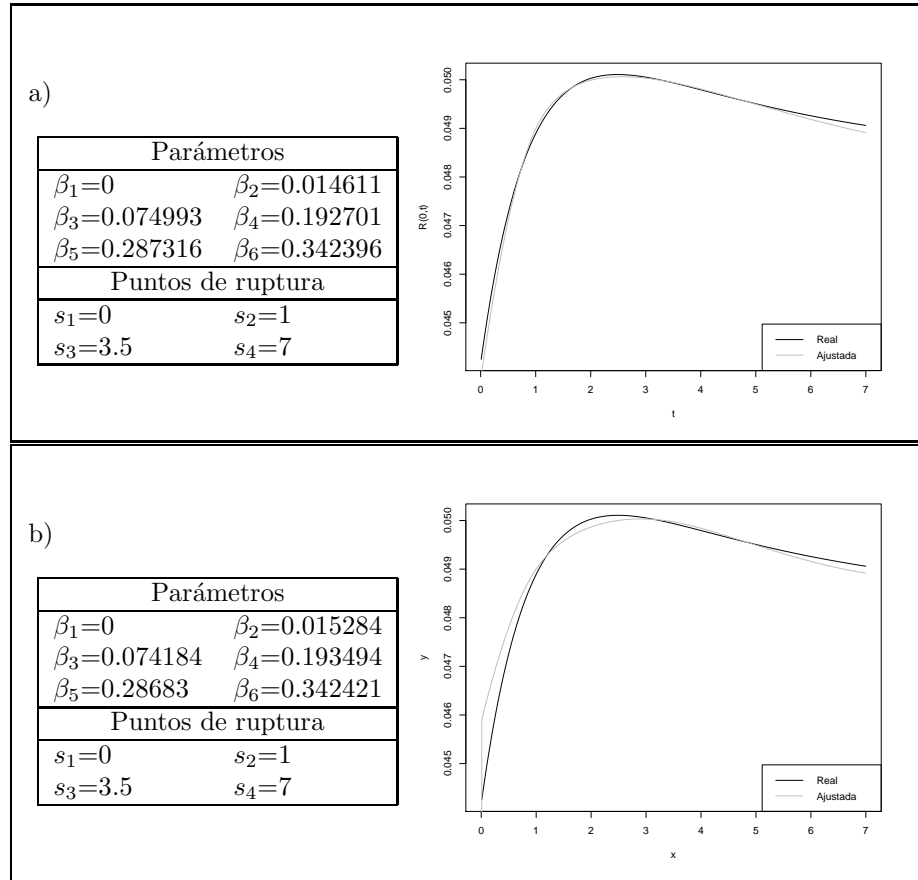 a)
Parámetros
β₁=0 β₂=0.014611
β₃=0.074993 β₄=0.192701
β₅=0.287316 β₆=0.342396
Puntos de ruptura
s₁=0 s₂=1
s₃=3.5 s₄=7
R(0,t)
0.050
0.049
0.048
0.047
0.046
0.045
Real
Ajustada
0 1 2 3 4 5 6 7
t
b)
Parámetros
β₁=0 β₂=0.015284
β₃=0.074184 β₄=0.193494
β₅=0.28683 β₆=0.342421
Puntos de ruptura
s₁=0 s₂=1
s₃=3.5 s₄=7
y
0.050
0.049
0.048
0.047
0.046
0.045
Real
Ajustada
0 1 2 3 4 5 6 7
x